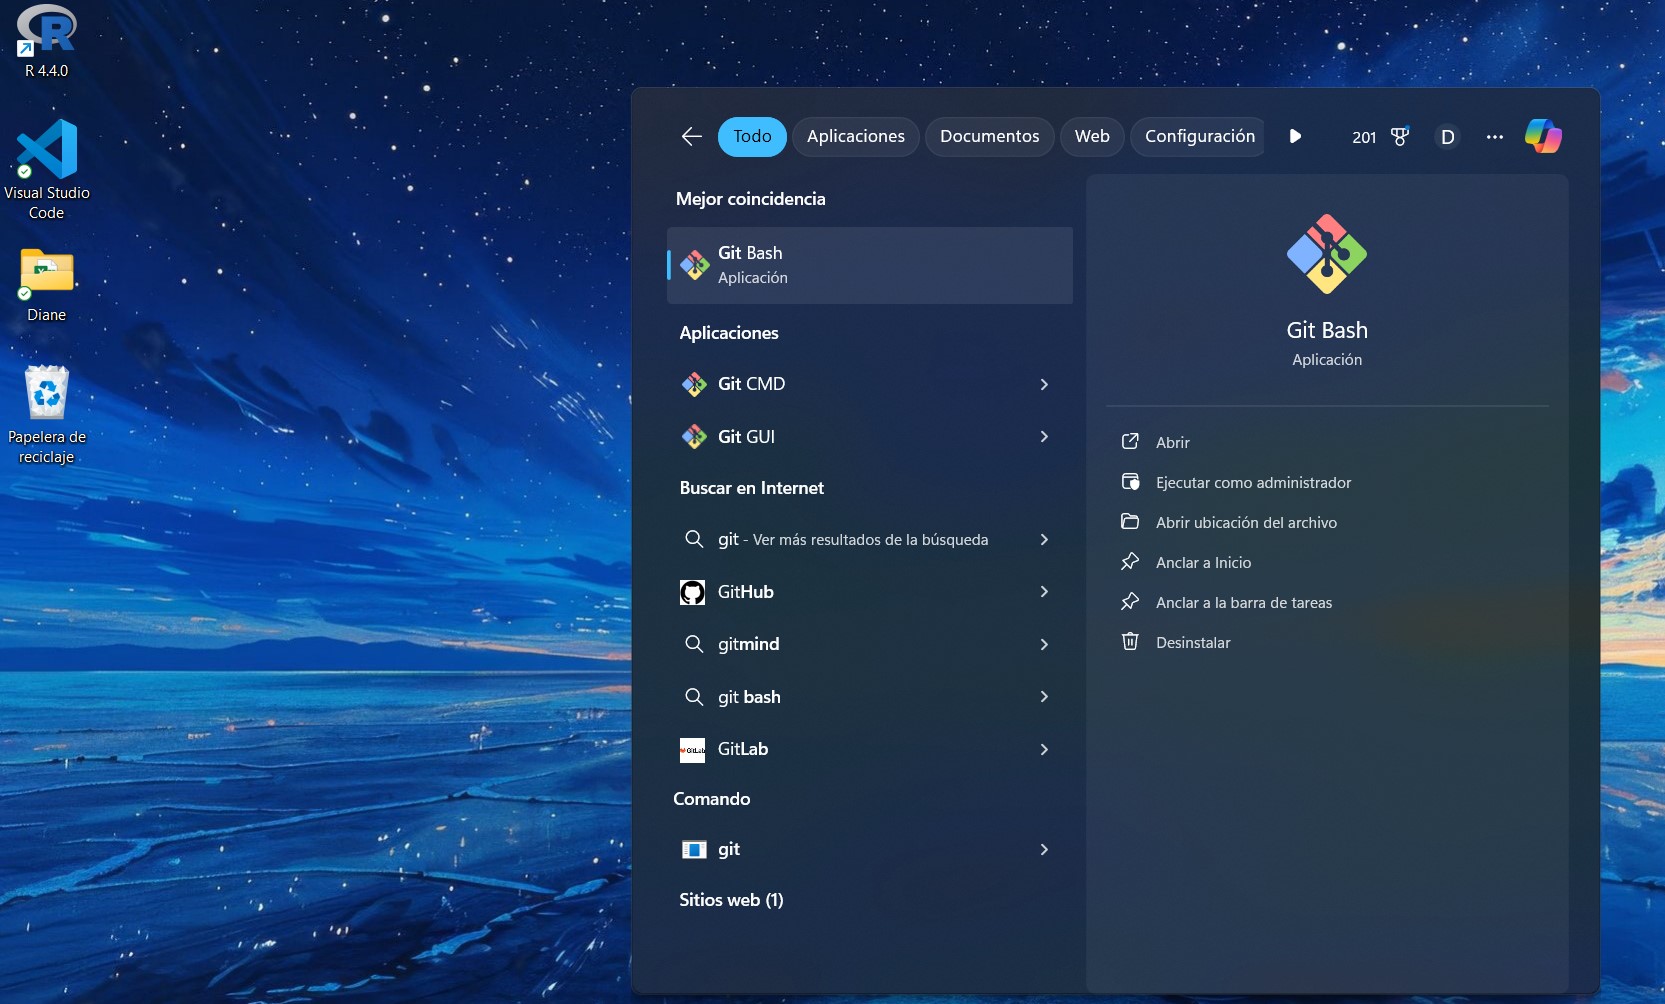 R 4.4.0
Visual Studio
Code
Diane
Papelera de
reciclaje
Todo
Aplicaciones
Documentos
Web
Configuración
201
D
Mejor coincidencia
Git Bash
Aplicación
Aplicaciones
Git CMD
Git GUI
Buscar en Internet
git - Ver más resultados de la búsqueda
GitHub
gitmind
git bash
GitLab
GitLab
Comando
git
Sitios web (1)
Git Bash
Aplicación
Abrir
Ejecutar como administrador
Abrir ubicación del archivo
Anclar a Inicio
Anclar a la barra de tareas
Desinstalar